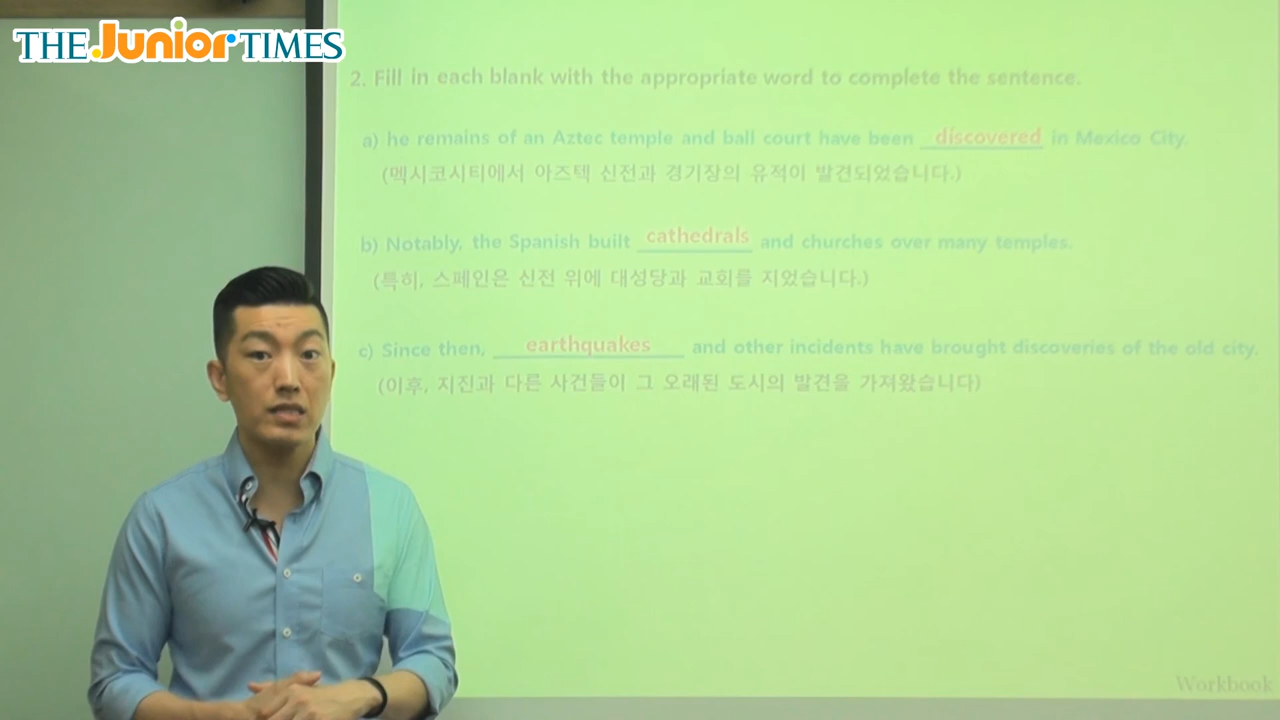 THE Junior TIMES
2. Fill in each blank with the appropriate word to complete the sentence.
a) he remains of an Aztec temple and ball court have been discovered in Mexico City.
(멕시코시티에서 아즈텍 신전과 경기장의 유적이 발견되었습니다.)
b) Notably, the Spanish built cathedrals and churches over many temples.
(특히, 스페인은 신전 위에 대성당과 교회를 지었습니다.)
c) Since then, earthquakes and other incidents have brought discoveries of the old city.
(이후, 지진과 다른 사건들이 그 오래된 도시의 발견을 가져왔습니다)
Workbook